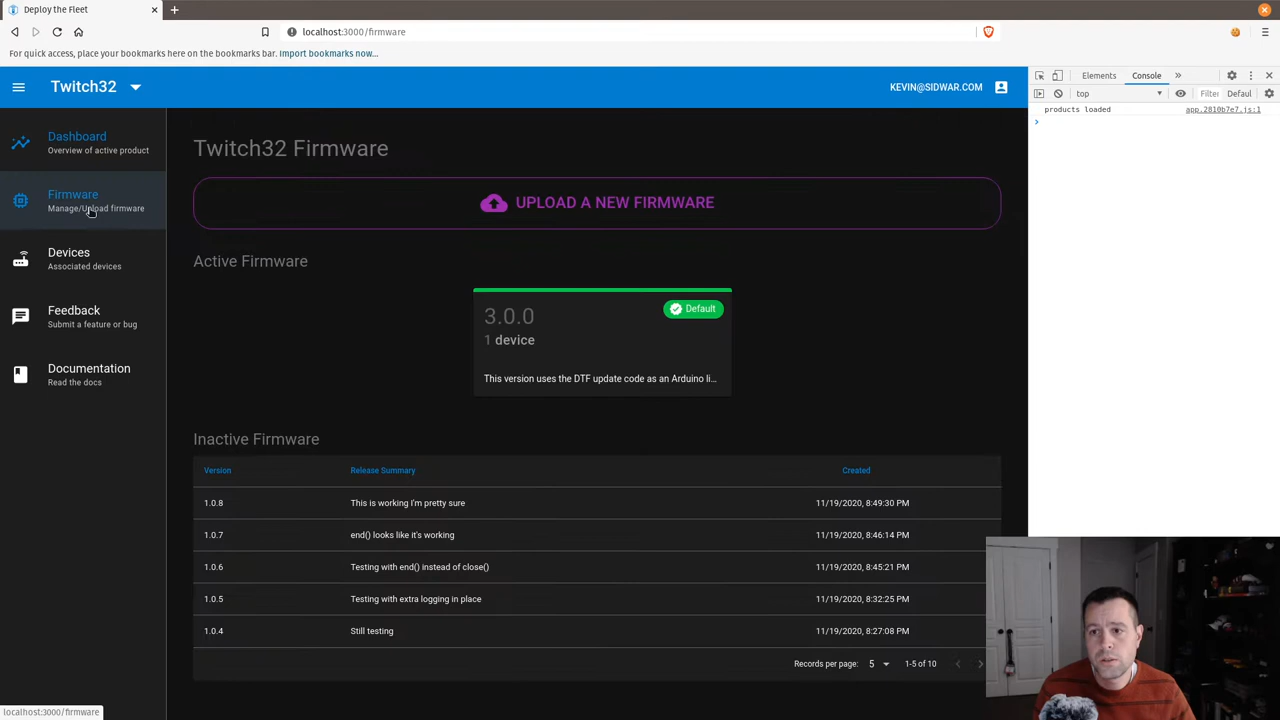 Deploy the Fleet
localhost:3000/firmware
For quick access, place your bookmarks here on the bookmarks bar. Import bookmarks now...
Twitch32
KEVIN@SIDWAR.COM
Dashboard
Overview of active product
Firmware
Manage/Upload firmware
Devices
Associated devices
Feedback
Submit a feature or bug
Documentation
Read the docs
Twitch32 Firmware
UPLOAD A NEW FIRMWARE
Active Firmware
3.0.0
Default
1 device
This version uses the DTF update code as an Arduino li...
Inactive Firmware
Version Release Summary Created
1.0.8 This is working I'm pretty sure 11/19/2020, 8:49:30 PM
1.0.7 end() looks like it's working 11/19/2020, 8:46:14 PM
1.0.6 Testing with end() instead of close() 11/19/2020, 8:45:21 PM
1.0.5 Testing with extra logging in place 11/19/2020, 8:32:25 PM
1.0.4 Still testing 11/19/2020, 8:27:08 PM
Records per page: 5 1-5 of 10
Elements Console
top Filter Defaul
products loaded app.2810b7e7.js:1
localhost:3000/firmware